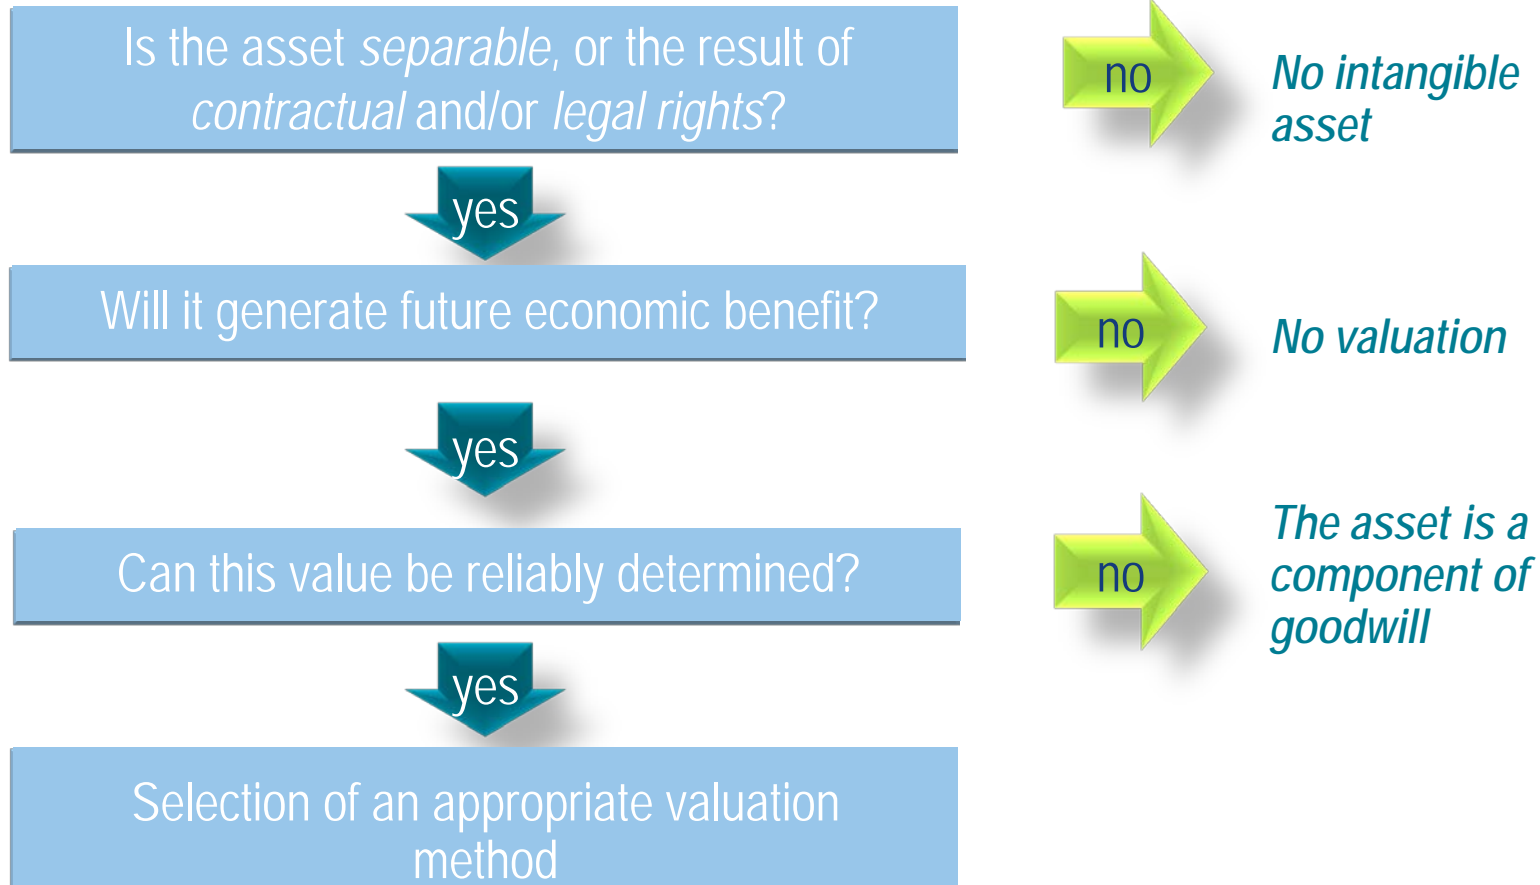 Is the asset separable, or the result of
contractual and/or legal rights?
no
No intangible
asset
yes
Will it generate future economic benefit?
no
No valuation
yes
Can this value be reliably determined?
no
The asset is a
component of
goodwill
yes
Selection of an appropriate valuation
method